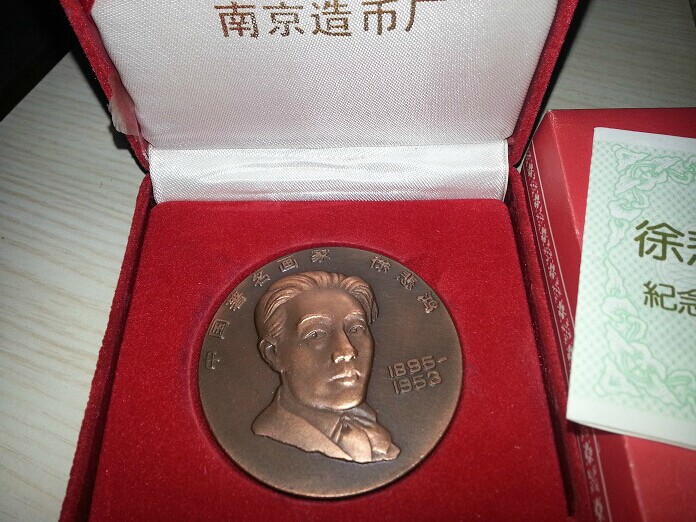 南京造币厂
中国著名画家 徐悲鸿
1895-
1953
徐悲
紀念